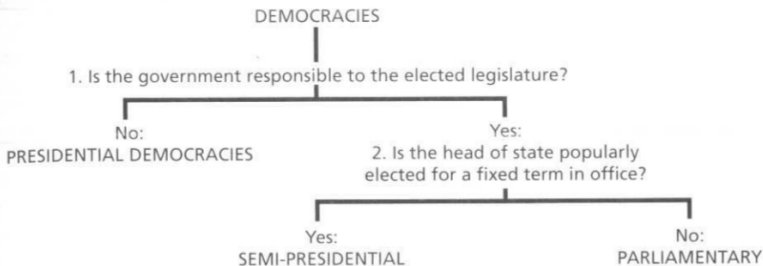 DEMOCRACIES
1. Is the government responsible to the elected legislature?
No:
PRESIDENTIAL DEMOCRACIES
Yes:
2. Is the head of state popularly
elected for a fixed term in office?
Yes:
SEMI-PRESIDENTIAL
No:
PARLIAMENTARY